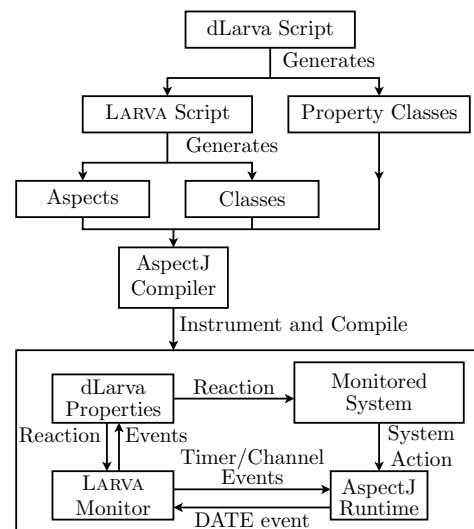 dLarva Script
Generates
LARVA Script
Property Classes
Generates
Aspects
Classes
AspectJ
Compiler
Instrument and Compile
dLarva
Properties
Reaction
Monitored
System
Reaction
Events
System
Action
Timer/Channel
Events
LARVA
Monitor
AspectJ
Runtime
DATE event